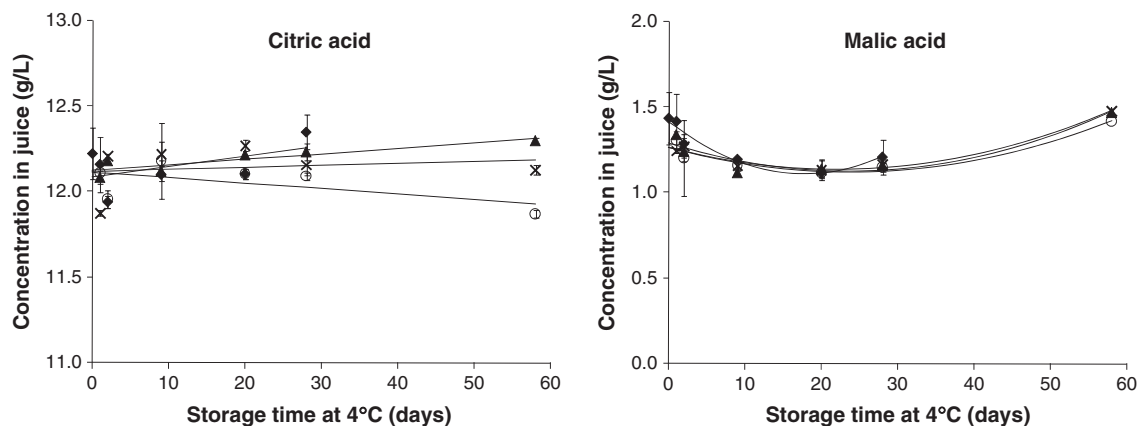 Citric acid
Concentration in juice (g/L)
13.0
12.5
12.0
11.5
11.0
0 10 20 30 40 50 60
Storage time at 4°C (days)
Malic acid
Concentration in juice (g/L)
2.0
1.5
1.0
0.5
0.0
0 10 20 30 40 50 60
Storage time at 4°C (days)